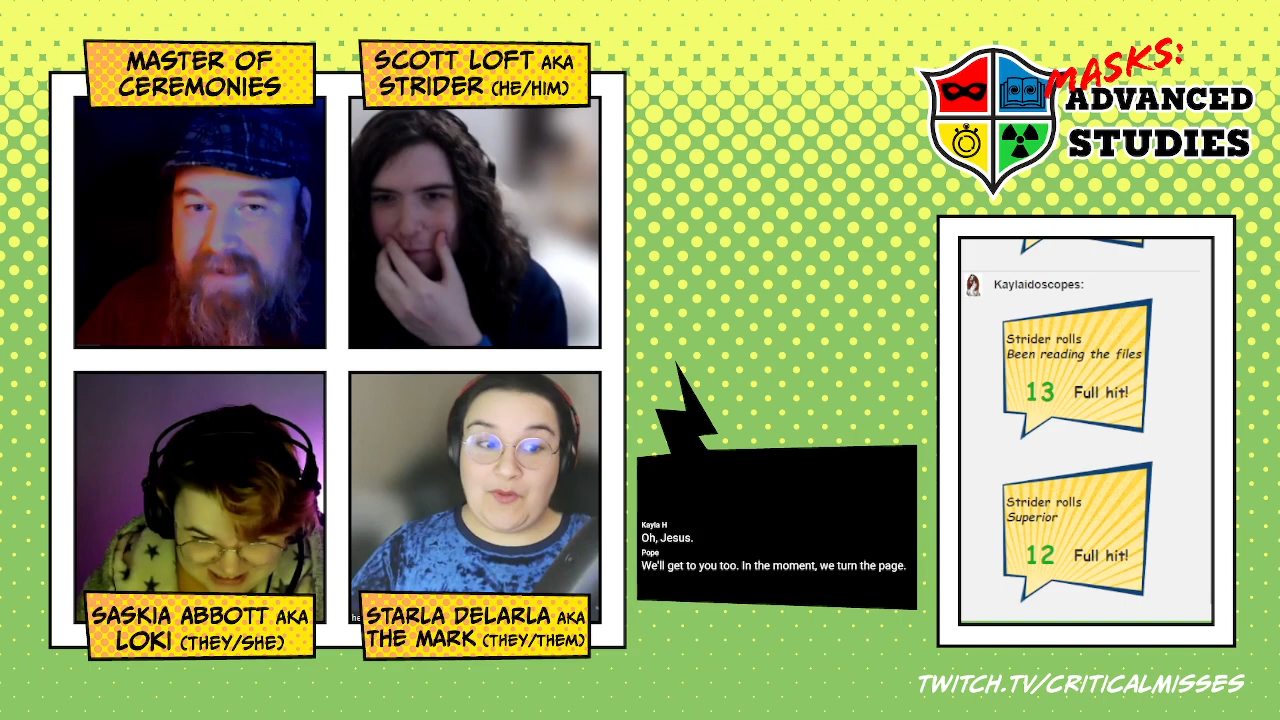 MASTER OF
CEREMONIES
SCOTT LOFT AKA
STRIDER (HE/HIM)
SASKIA ABBOTT AKA
LOKI (THEY/SHE)
STARLA DELARLA AKA
THE MARK (THEY/THEM)
Kayla H
Oh, Jesus.
Pope
We'll get to you too. In the moment, we turn the page.
MASKS:
ADVANCED
STUDIES
Kaylaidoscopes:
Strider rolls
Been reading the files
13 Full hit!
Strider rolls
Superior
12 Full hit!
TWITCH.TV/CRITICALMISSES